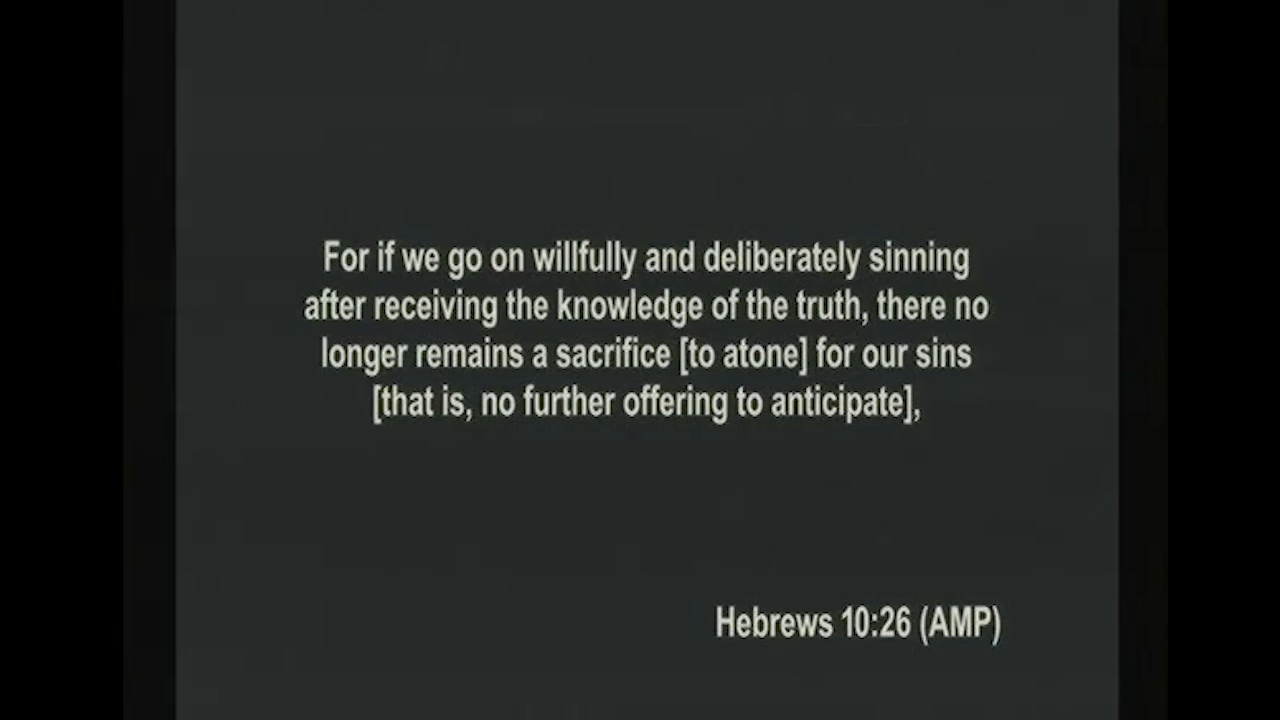 For if we go on willfully and deliberately sinning
after receiving the knowledge of the truth, there no
longer remains a sacrifice [to atone] for our sins
[that is, no further offering to anticipate],
Hebrews 10:26 (AMP)